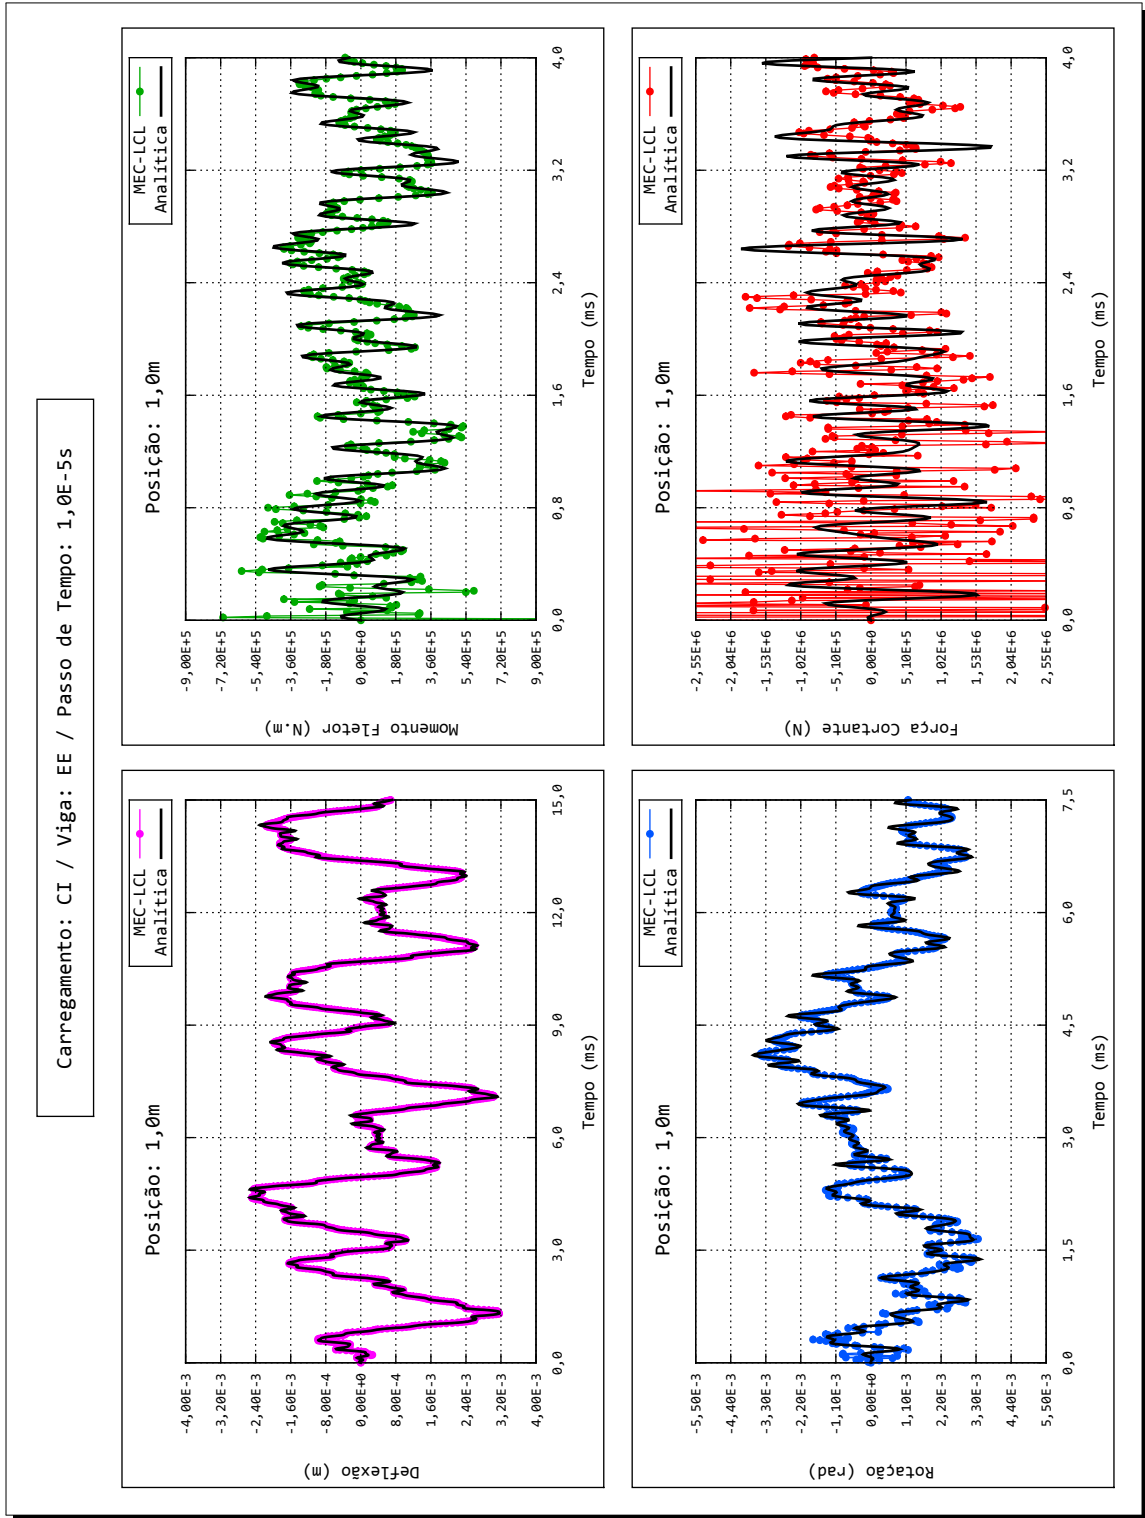 Carregamento: CI / Viga: EE / Passo de Tempo: 1,0E-5s
Posição: 1,0m
MEC-LCL
Analítica
Deflexão (m)
-4,00E-3
-3,20E-3
-2,40E-3
-1,60E-3
-8,00E-4
0,00E+0
8,00E-4
1,60E-3
2,40E-3
3,20E-3
4,00E-3
0,0 3,0 6,0 9,0 12,0 15,0
Tempo (ms)
Posição: 1,0m
MEC-LCL
Analítica
Momento Fletor (N.m)
-9,00E+5
-7,20E+5
-5,40E+5
-3,60E+5
-1,80E+5
0,00E+0
1,80E+5
3,60E+5
5,40E+5
7,20E+5
9,00E+5
0,0 0,8 1,6 2,4 3,2 4,0
Tempo (ms)
Posição: 1,0m
MEC-LCL
Analítica
Rotação (rad)
-5,50E-3
-4,40E-3
-3,30E-3
-2,20E-3
-1,10E-3
0,00E+0
1,10E-3
2,20E-3
3,30E-3
4,40E-3
5,50E-3
0,0 1,5 3,0 4,5 6,0 7,5
Tempo (ms)
Posição: 1,0m
MEC-LCL
Analítica
Força Cortante (N)
-2,55E+6
-2,04E+6
-1,53E+6
-1,02E+6
-5,10E+5
0,00E+0
5,10E+5
1,02E+6
1,53E+6
2,04E+6
2,55E+6
0,0 0,8 1,6 2,4 3,2 4,0
Tempo (ms)